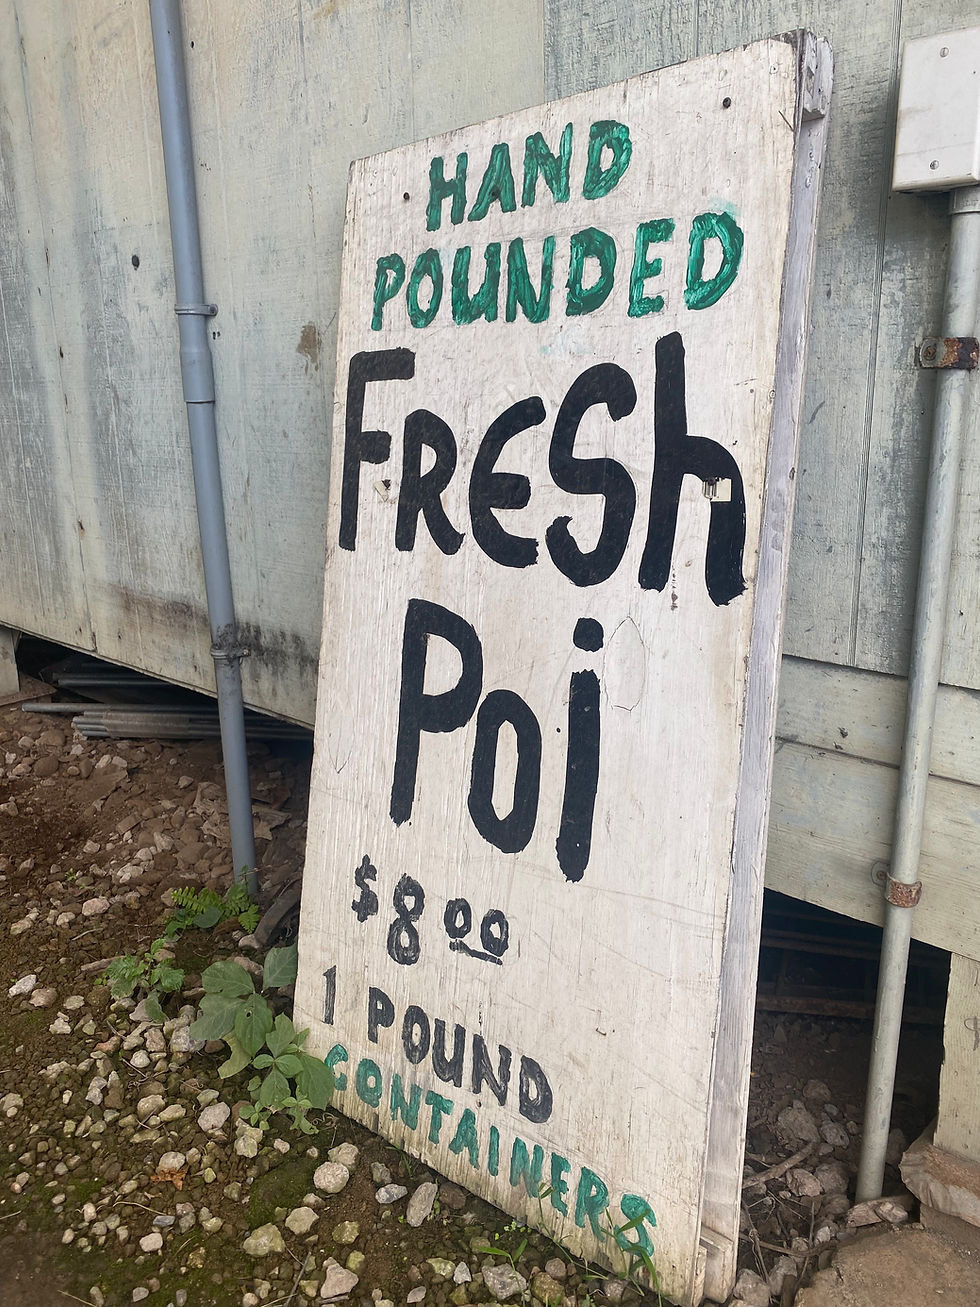 HAND
POUNDED
FRESh
Poi
$8 00
1 POUND
CONTAINERS